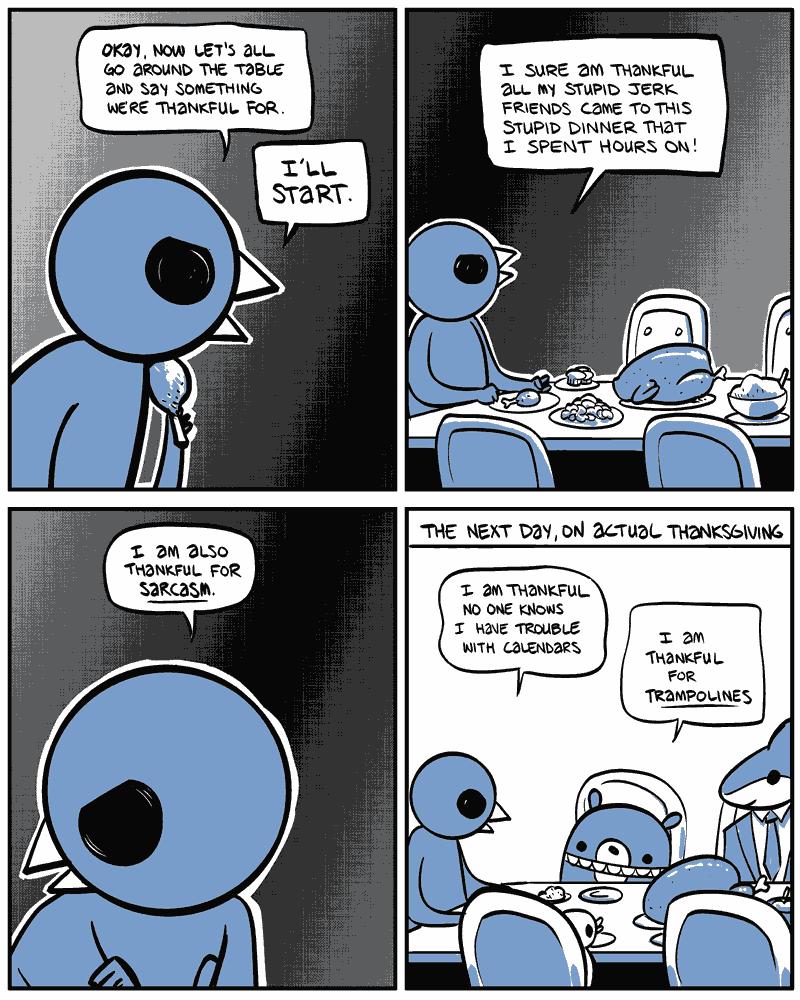 OKAY, NOW LET'S ALL
GO AROUND THE TABLE
AND SAY SOMETHING
WE'RE THANKFUL FOR.
I'LL
START.
I SURE AM THANKFUL
ALL MY STUPID JERK
FRIENDS CAME TO THIS
STUPID DINNER THAT
I SPENT HOURS ON!
I AM ALSO
THANKFUL FOR
SARCASM.
THE NEXT DAY, ON ACTUAL THANKSGIVING
I AM THANKFUL
NO ONE KNOWS
I HAVE TROUBLE
WITH CALENDARS
I AM
THANKFUL
FOR
TRAMPOLINES